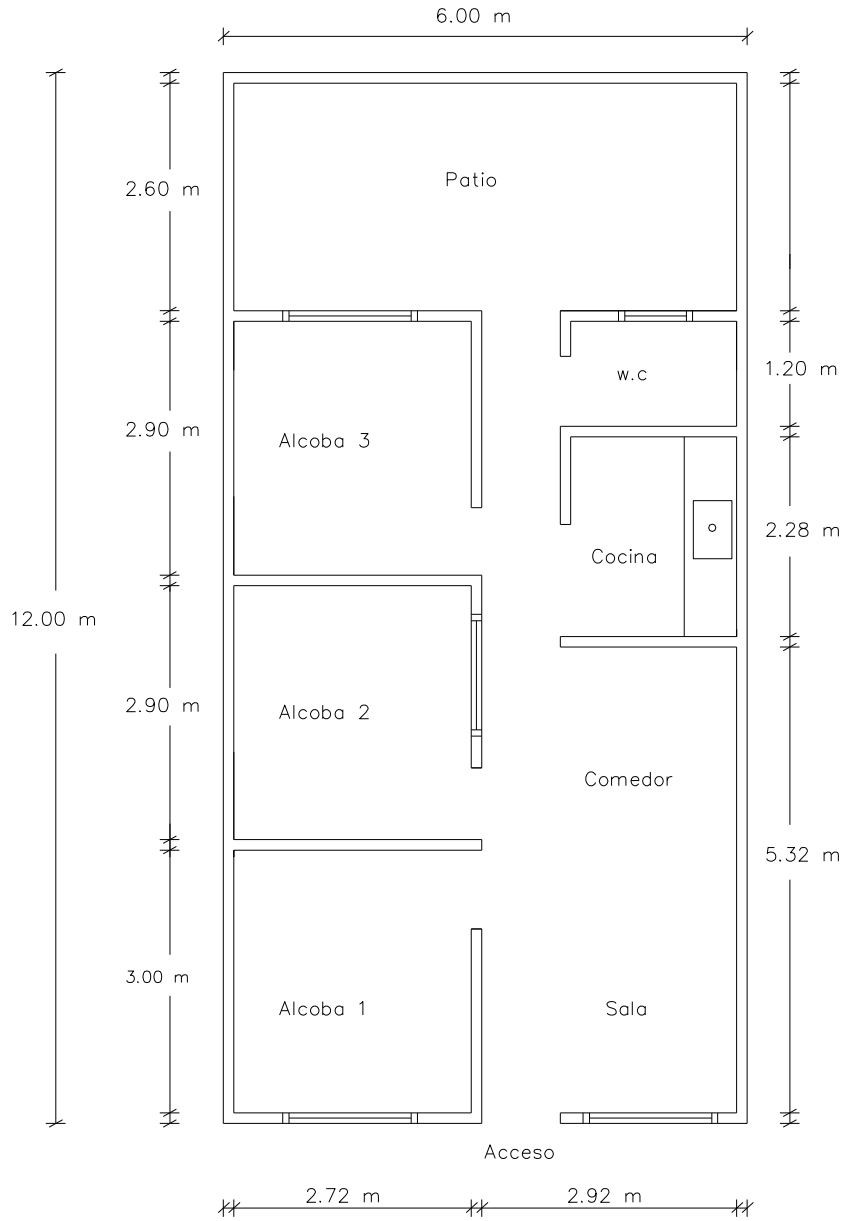 6.00 m
2.60 m
Patio
1.20 m
w.c
2.90 m
Alcoba 3
2.28 m
Cocina
12.00 m
2.90 m
Alcoba 2
Comedor
5.32 m
3.00 m
Alcoba 1
Sala
Acceso
2.72 m
2.92 m